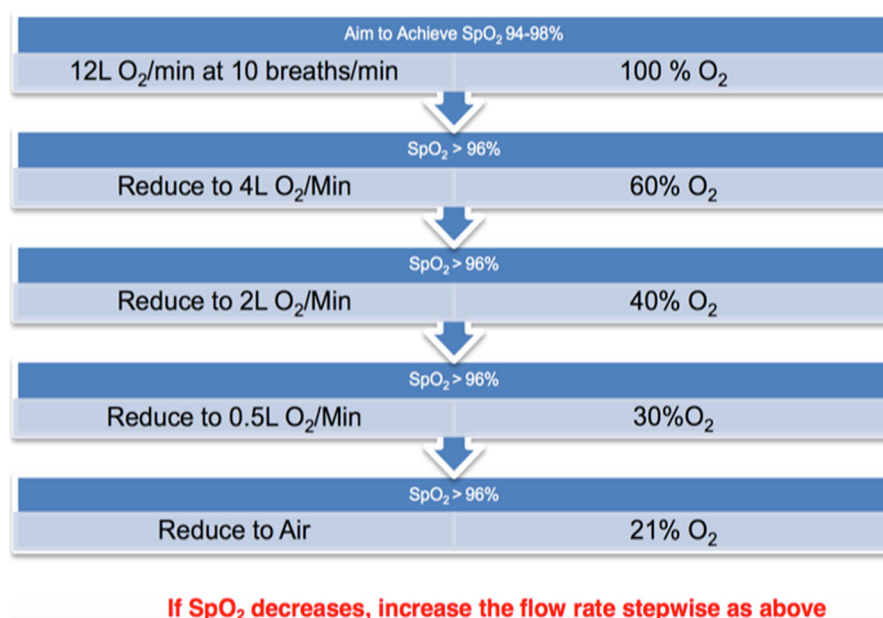 Aim to Achieve SpO₂ 94-98%
12L O₂/min at 10 breaths/min 100 % O₂
SpO₂ > 96%
Reduce to 4L O₂/Min 60% O₂
SpO₂ > 96%
Reduce to 2L O₂/Min 40% O₂
SpO₂ > 96%
Reduce to 0.5L O₂/Min 30%O₂
SpO₂ > 96%
Reduce to Air 21% O₂
If SpO₂ decreases, increase the flow rate stepwise as above